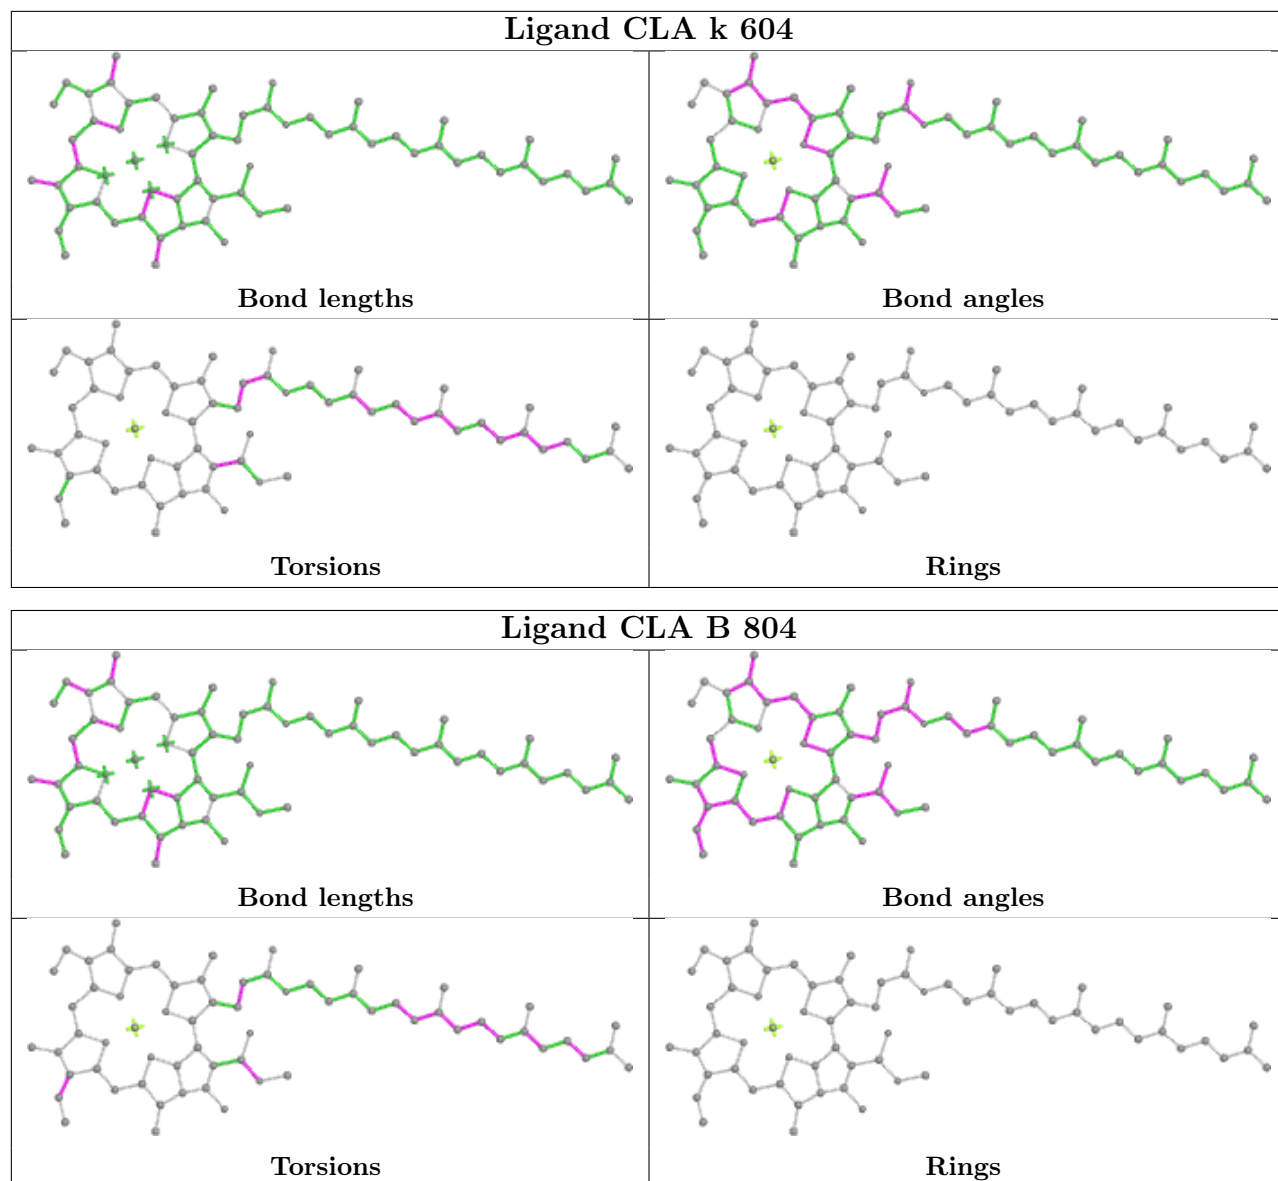 Ligand CLA k 604
Bond lengths
Bond angles
Torsions
Rings
Ligand CLA B 804
Bond lengths
Bond angles
Torsions
Rings